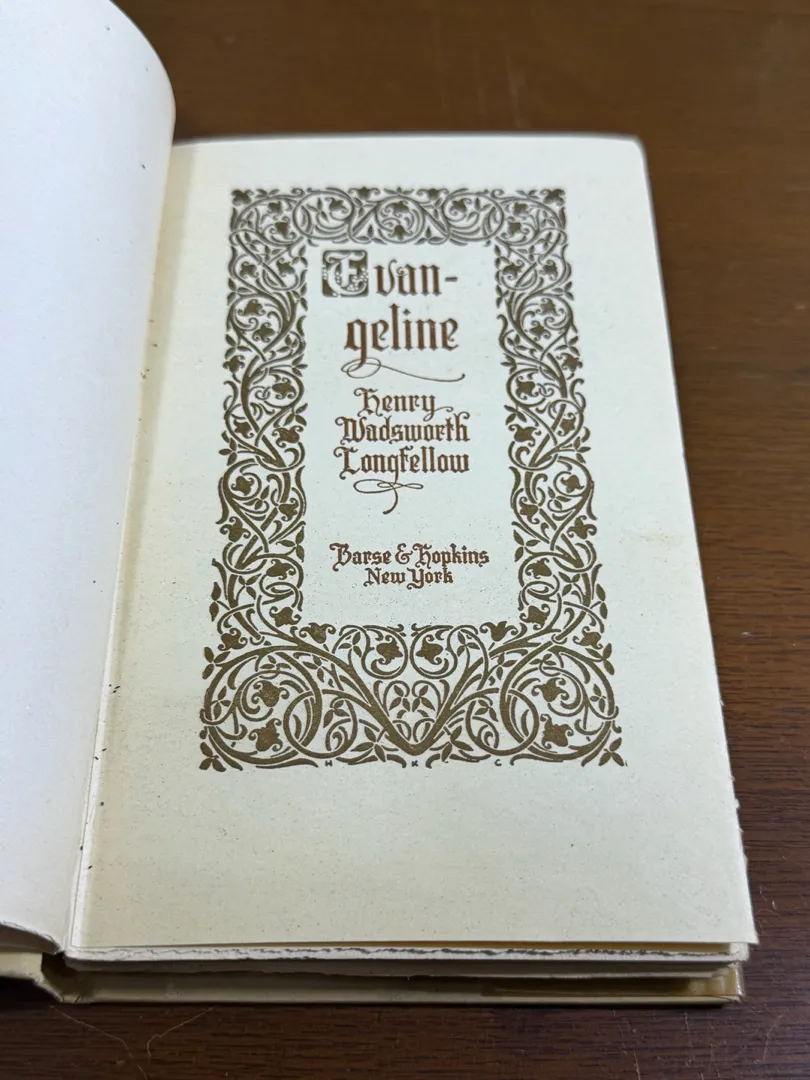 Evan-
geline
Henry
Wadsworth
Longfellow
Barse & Hopkins
New York
H K C